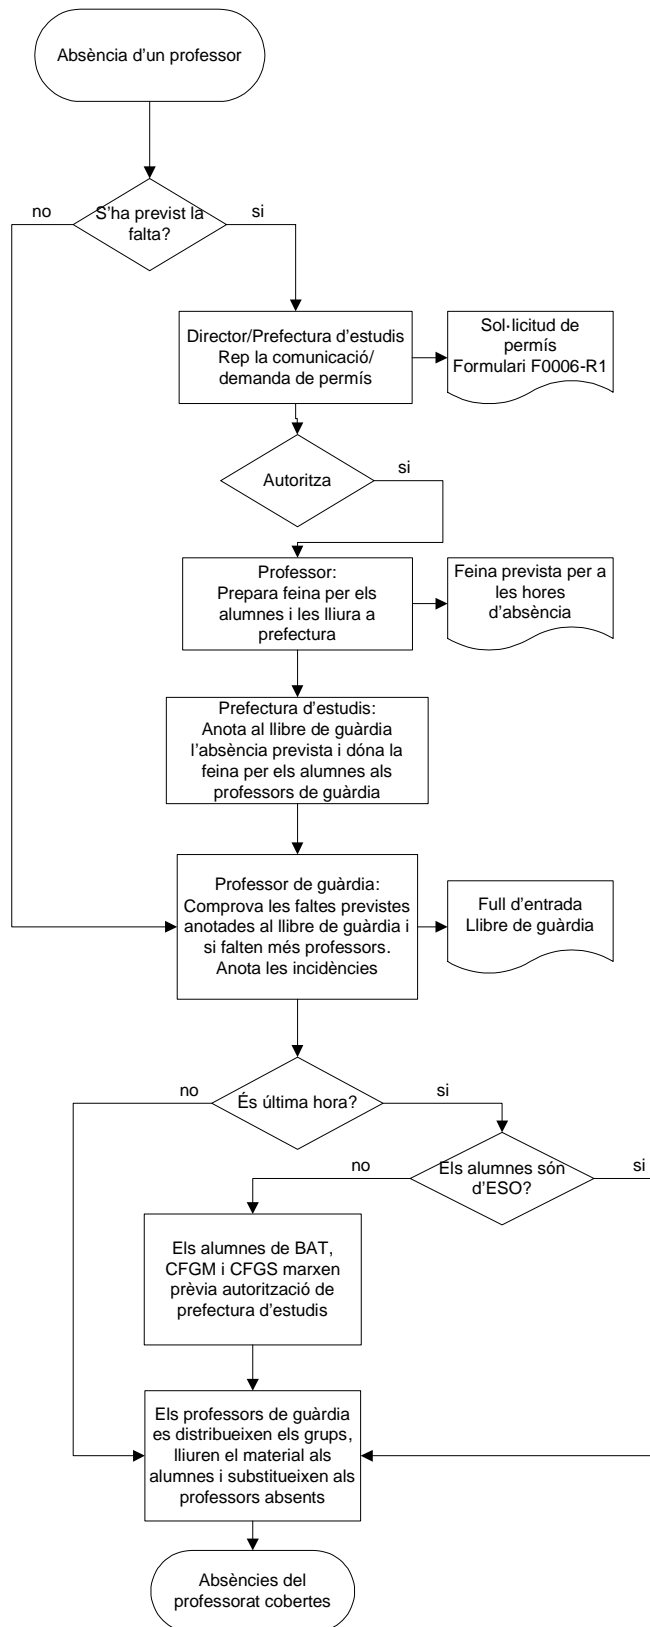 Absència d'un professor
no
S'ha previst la
falta?
si
Director/Prefectura d'estudis
Rep la comunicació/
demanda de permís
Sol·licitud de
permís
Formulari F0006-R1
Autoritza
si
Professor:
Prepara feina per els
alumnes i les lliura a
prefectura
Feina prevista per a
les hores
d'absència
Prefectura d'estudis:
Anota al llibre de guàrdia
l'absència prevista i dóna la
feina per els alumnes als
professors de guàrdia
Professor de guàrdia:
Comprova les faltes previstes
anotades al llibre de guàrdia i
si falten més professors.
Anota les incidències
Full d'entrada
Llibre de guàrdia
no
És última hora?
si
no
Els alumnes són
d'ESO?
si
Els alumnes de BAT,
CFGM i CFGS marxen
prèvia autorització de
prefectura d'estudis
Els professors de guàrdia
es distribueixen els grups,
lliuren el material als
alumnes i substitueixen als
professors absents
Absències del
professorat cobertes